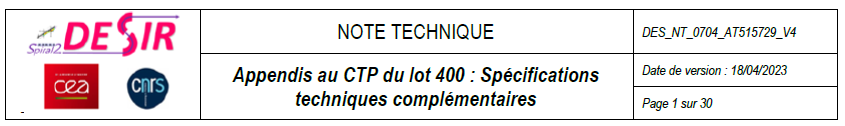 Spiral2 DESIR
cea
cnrs
NOTE TECHNIQUE
Appendis au CTP du lot 400 : Spécifications
techniques complémentaires
DES_NT_0704_AT515729_V4
Date de version : 18/04/2023
Page 1 sur 30
-